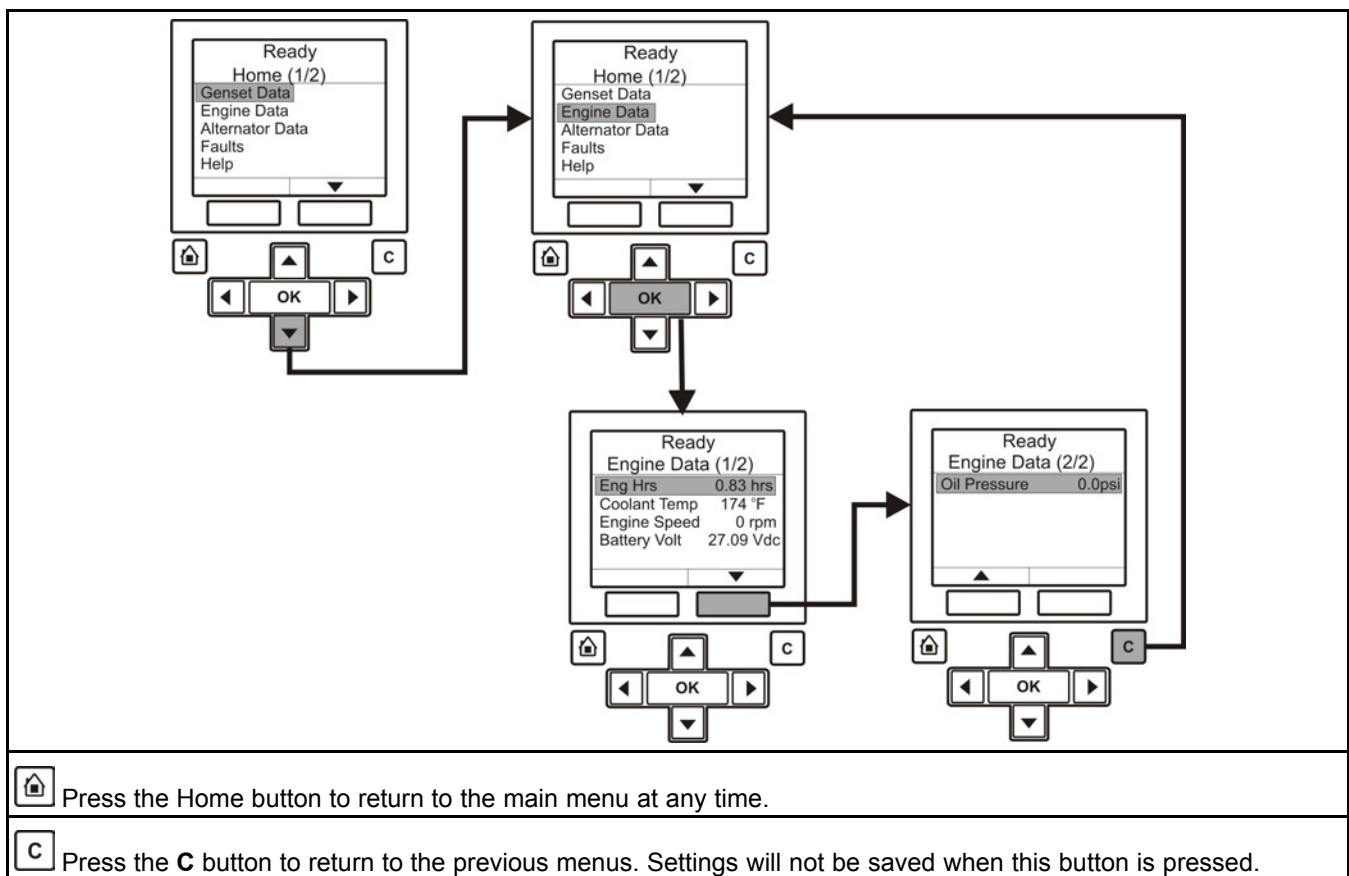 Ready
Home (1/2)
Genset Data
Engine Data
Alternator Data
Faults
Help
▼
C
▲
◀ OK ▶
▼
Ready
Home (1/2)
Genset Data
Engine Data
Alternator Data
Faults
Help
▼
C
▲
◀ OK ▶
▼
Ready
Engine Data (1/2)
Eng Hrs 0.83 hrs
Coolant Temp 174 °F
Engine Speed 0 rpm
Battery Volt 27.09 Vdc
▼
C
▲
◀ OK ▶
▼
Ready
Engine Data (2/2)
Oil Pressure 0.0psi
▲
C
▲
◀ OK ▶
▼
Press the Home button to return to the main menu at any time.
C Press the C button to return to the previous menus. Settings will not be saved when this button is pressed.